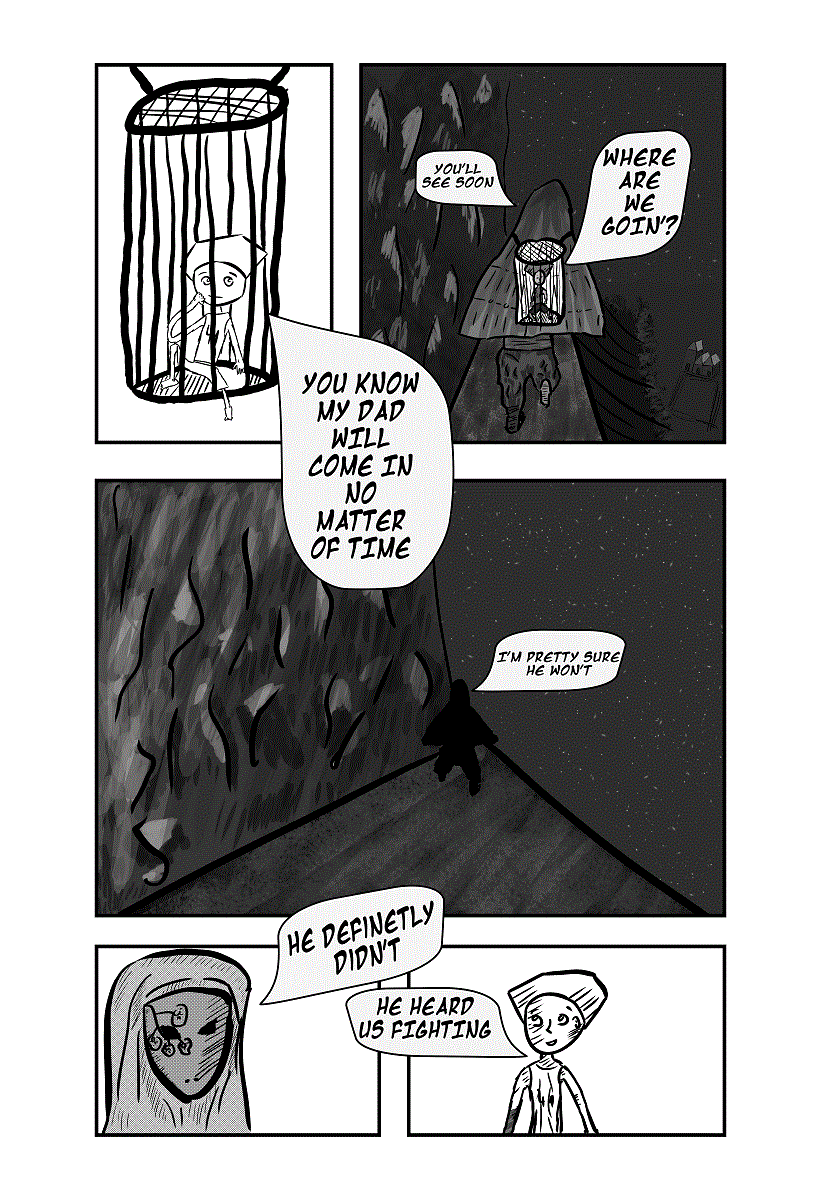 WHERE
ARE
WE
GOIN'?
YOU'LL
SEE SOON
YOU KNOW
MY DAD
WILL
COME IN
NO
MATTER
OF TIME
I'M PRETTY SURE
HE WON'T
HE HEARD
US FIGHTING
HE DEFINETLY
DIDN'T